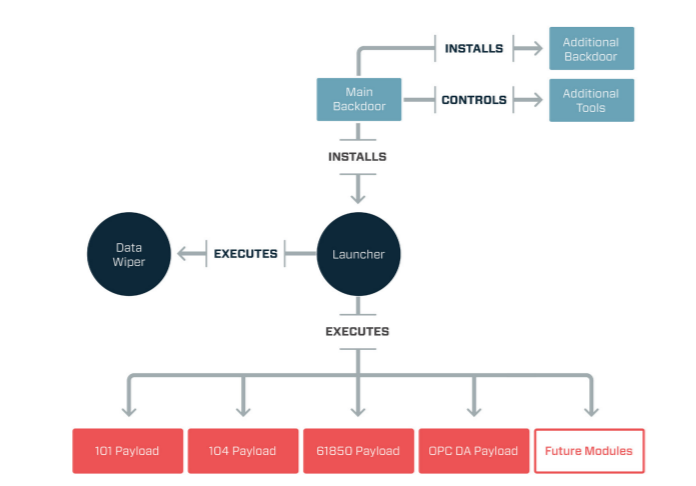 INSTALLS
Additional
Backdoor
Main
Backdoor
CONTROLS
Additional
Tools
INSTALLS
Data
Wiper
EXECUTES
Launcher
EXECUTES
101 Payload
104 Payload
61850 Payload
OPC DA Payload
Future Modules